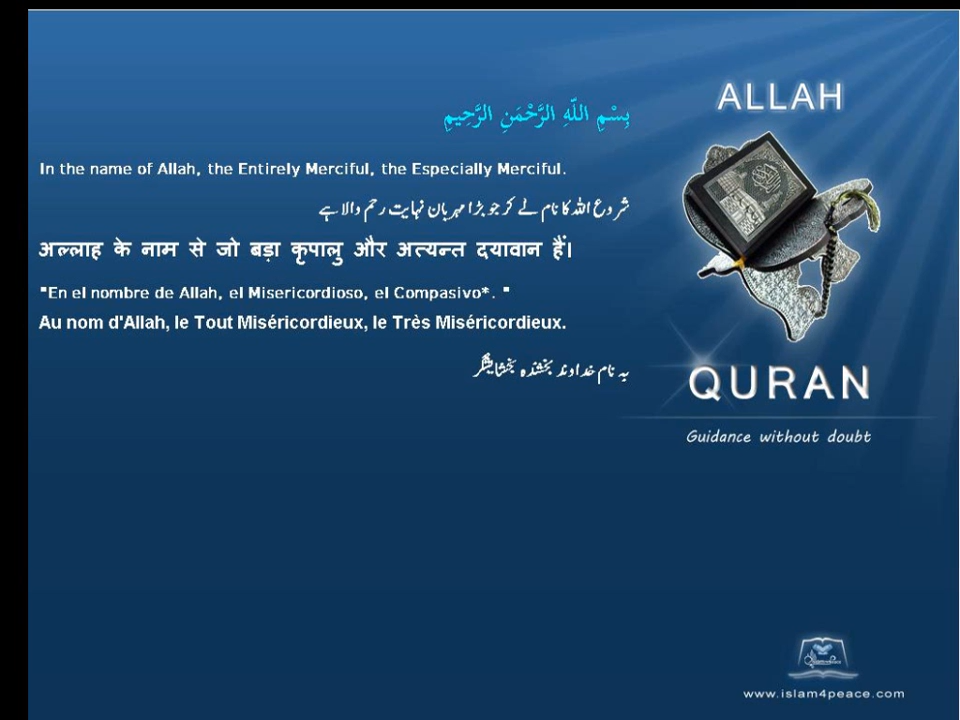 بِسْمِ اللَّهِ الرَّحْمَنِ الرَّحِيمِ
In the name of Allah, the Entirely Merciful, the Especially Merciful.
شروع اللہ کا نام لے کر جو بڑا مہربان نہایت رحم والا ہے
अल्लाह के नाम से जो बड़ा कृपालु और अत्यन्त दयावान हैं।
"En el nombre de Allah, el Misericordioso, el Compasivo*. "
Au nom d'Allah, le Tout Miséricordieux, le Très Miséricordieux.
به نام خداوند بخشنده بخشایشگر
ALLAH
QURAN
Guidance without doubt
www.islam4peace.com